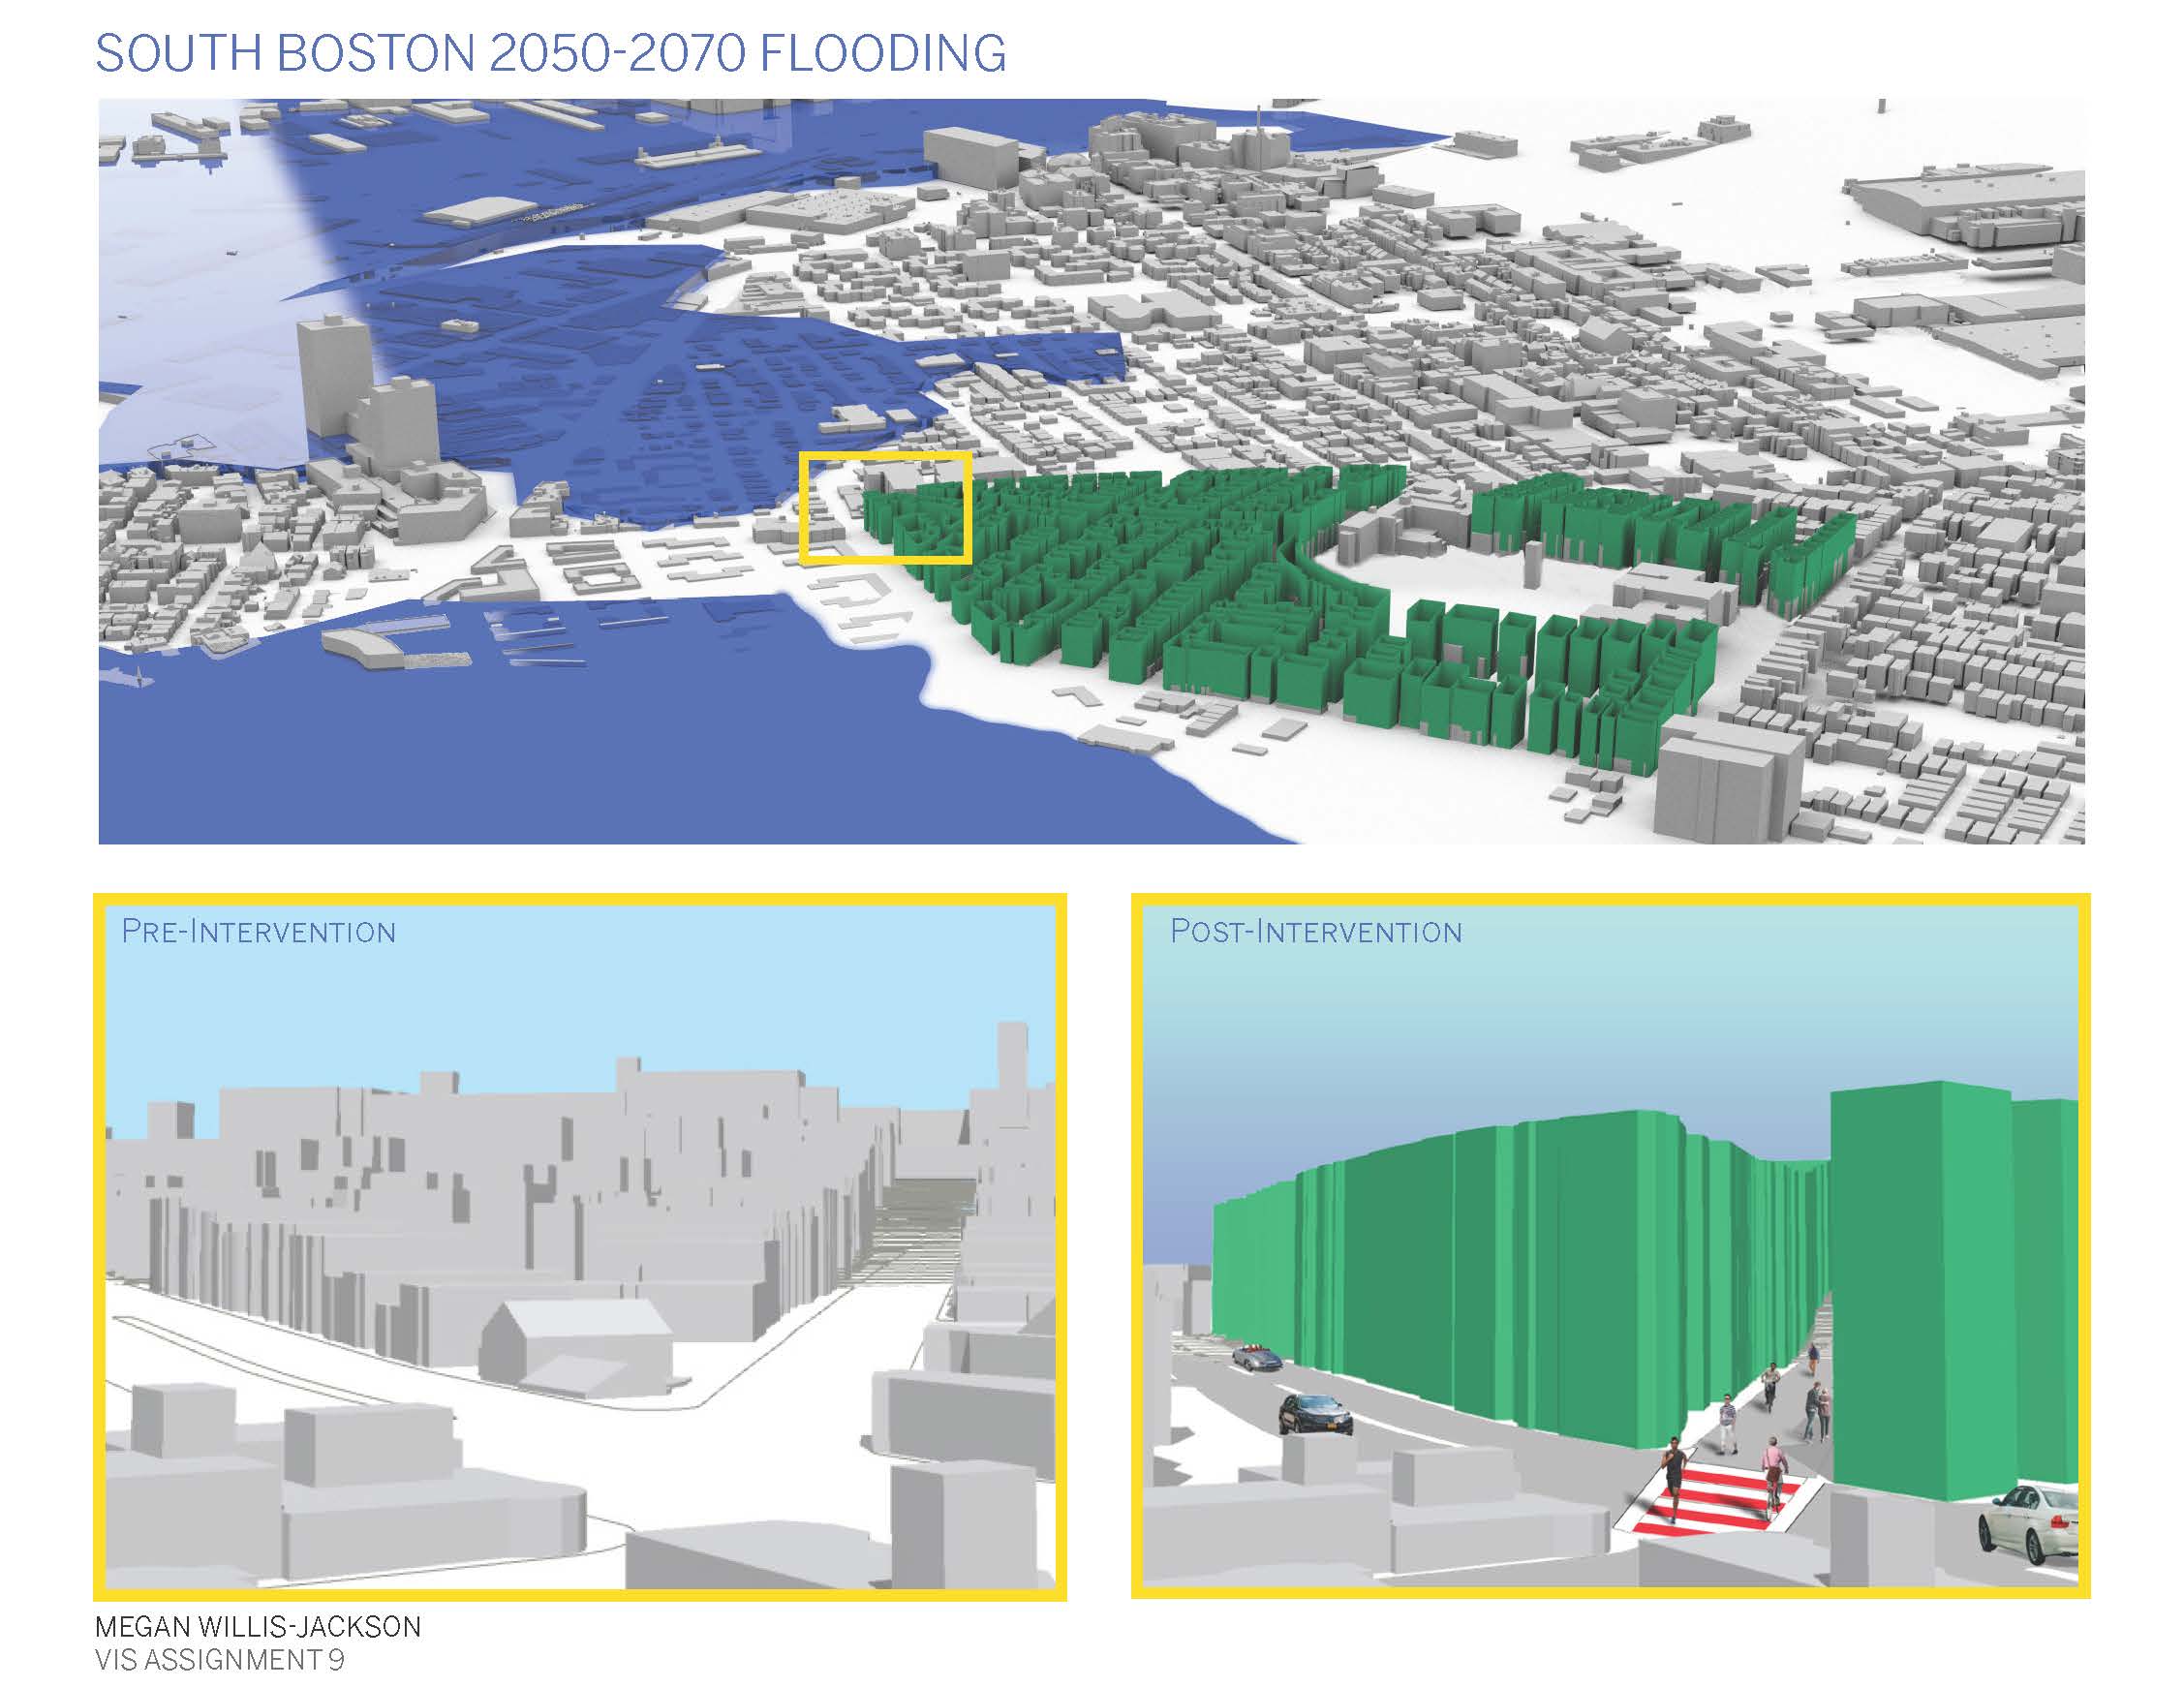 SOUTH BOSTON 2050-2070 FLOODING
PRE-INTERVENTION
POST-INTERVENTION
MEGAN WILLIS-JACKSON
VIS ASSIGNMENT 9